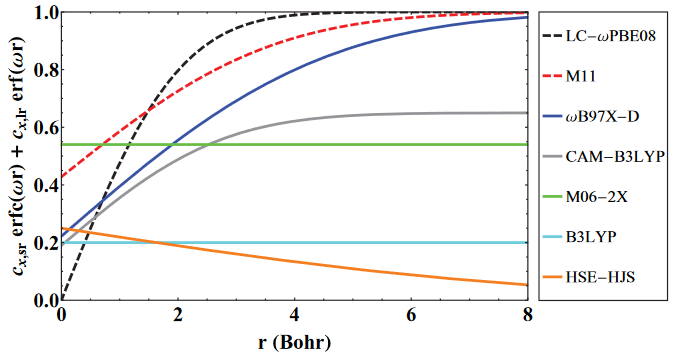 c_{x,sr} erfc(ωr) + c_{x,lr} erf(ωr)
1.0
0.8
0.6
0.4
0.2
0.0
0
2
4
6
8
r (Bohr)
LC−ωPBE08
M11
ωB97X−D
CAM−B3LYP
M06−2X
B3LYP
HSE−HJS